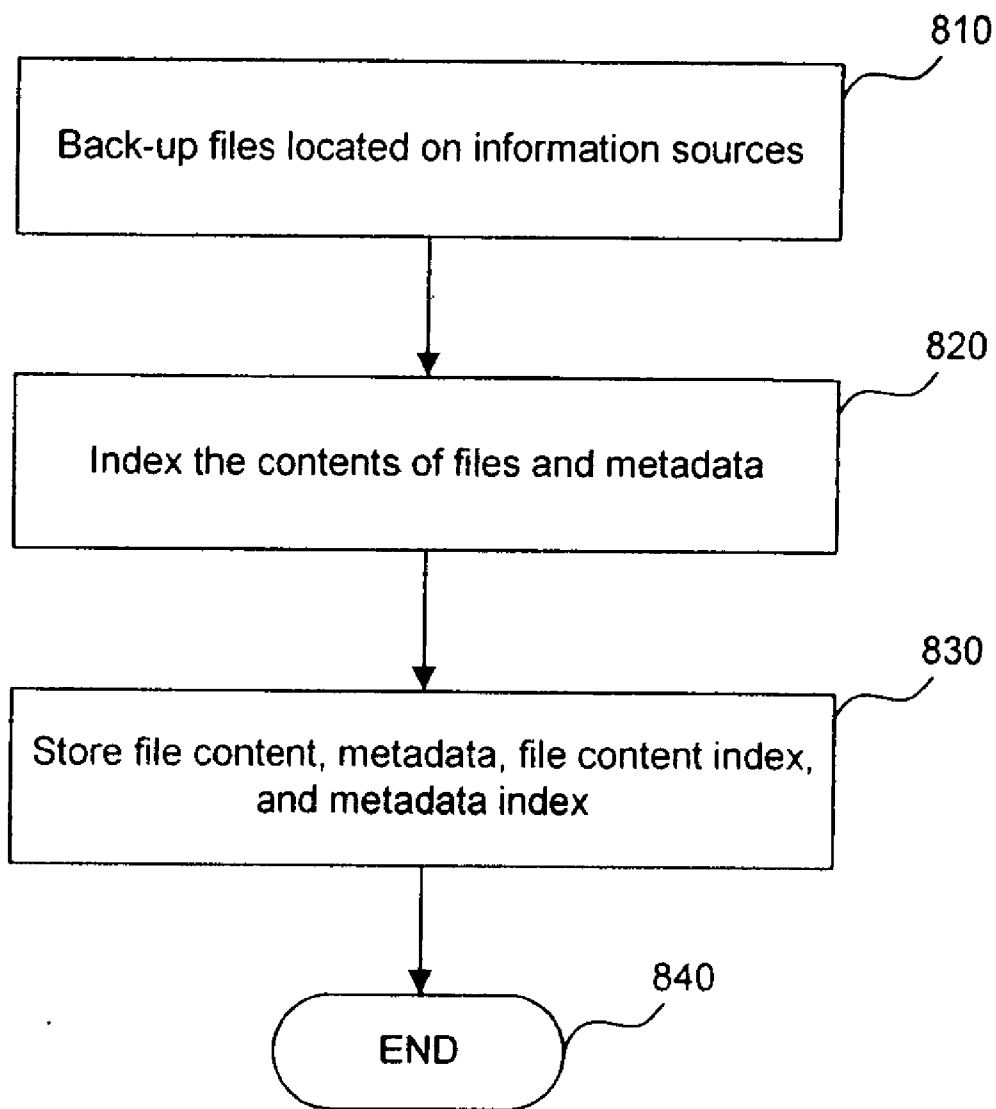 810
Back-up files located on information sources
820
Index the contents of files and metadata
830
Store file content, metadata, file content index,
and metadata index
840
END